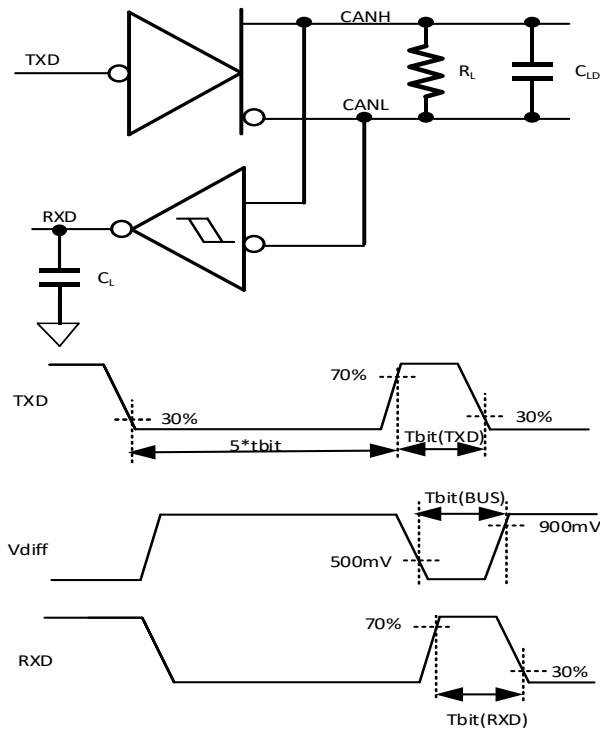 CANH
TXD
RL
CLD
CANL
RXD
CL
70%
TXD
30%
30%
5*tbit
Tbit(TXD)
Tbit(BUS)
Vdiff
500mV
900mV
70%
RXD
30%
Tbit(RXD)